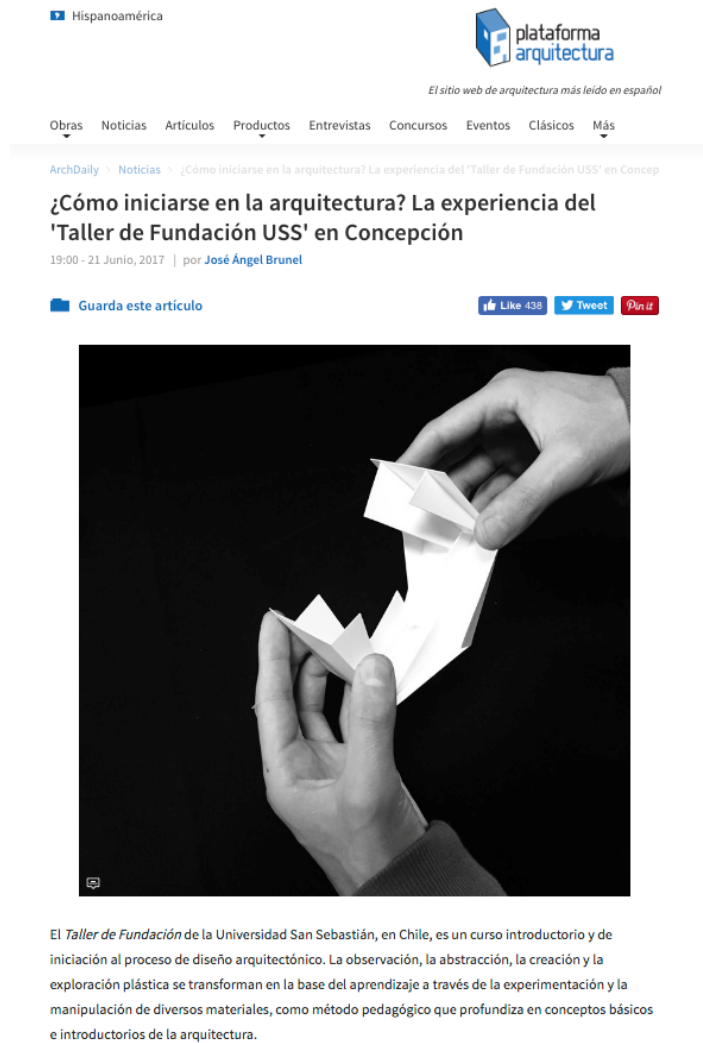 Hispanoamérica
plataforma
arquitectura
El sitio web de arquitectura más leído en español
Obras Noticias Artículos Productos Entrevistas Concursos Eventos Clásicos Más
ArchDaily > Noticias > ¿Cómo iniciarse en la arquitectura? La experiencia del 'Taller de Fundación USS' en Concep
¿Cómo iniciarse en la arquitectura? La experiencia del
'Taller de Fundación USS' en Concepción
19:00 - 21 Junio, 2017 | por José Ángel Brunel
Guarda este artículo
Like 438 Tweet Pin it
El Taller de Fundación de la Universidad San Sebastián, en Chile, es un curso introductorio y de
iniciación al proceso de diseño arquitectónico. La observación, la abstracción, la creación y la
exploración plástica se transforman en la base del aprendizaje a través de la experimentación y la
manipulación de diversos materiales, como método pedagógico que profundiza en conceptos básicos
e introductorios de la arquitectura.